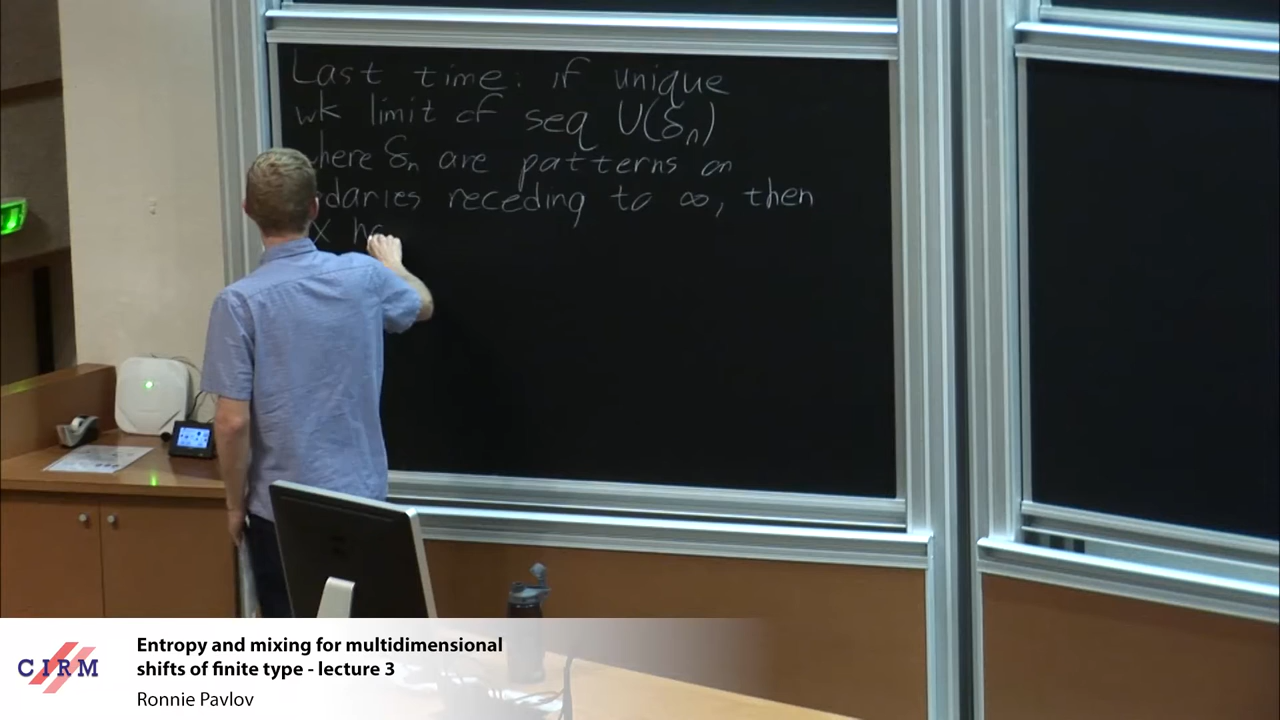 Last time: if unique
wk limit of seq U(δn)
where δn are patterns on
daries receding to ∞, then
X ha
CIRM
Entropy and mixing for multidimensional
shifts of finite type - lecture 3
Ronnie Pavlov